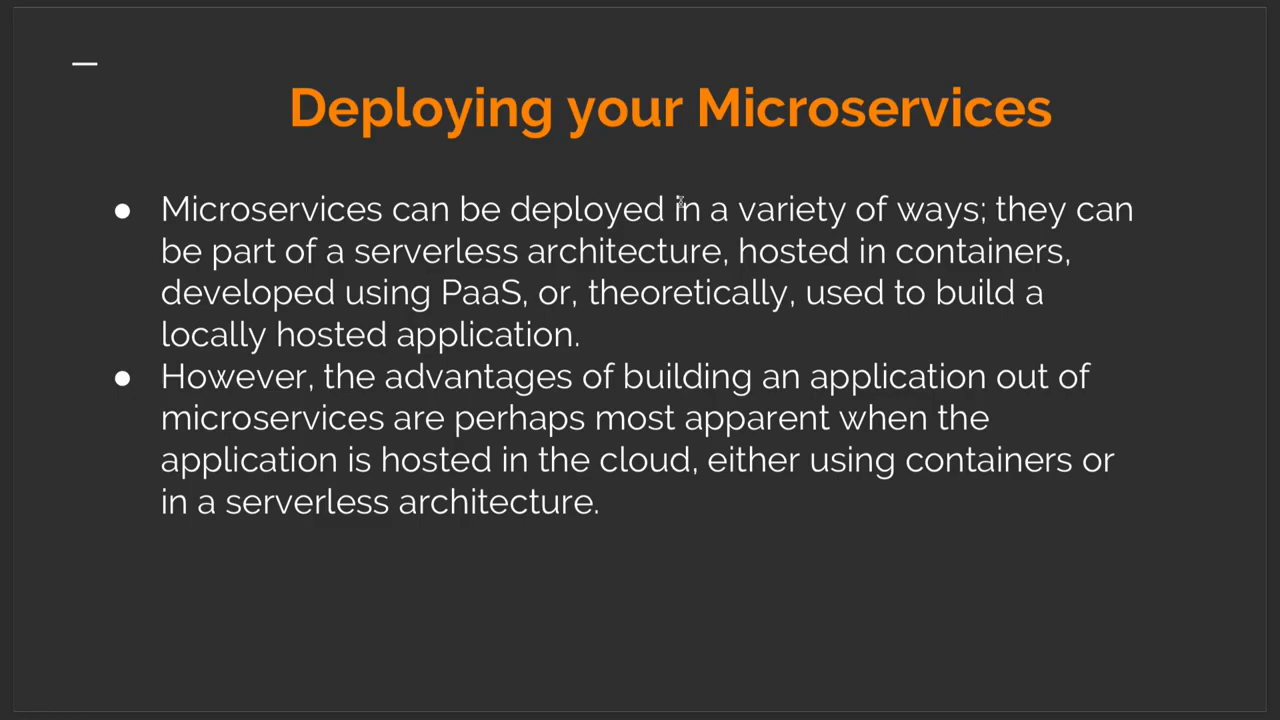 Deploying your Microservices
● Microservices can be deployed in a variety of ways; they can
be part of a serverless architecture, hosted in containers,
developed using PaaS, or, theoretically, used to build a
locally hosted application.
● However, the advantages of building an application out of
microservices are perhaps most apparent when the
application is hosted in the cloud, either using containers or
in a serverless architecture.